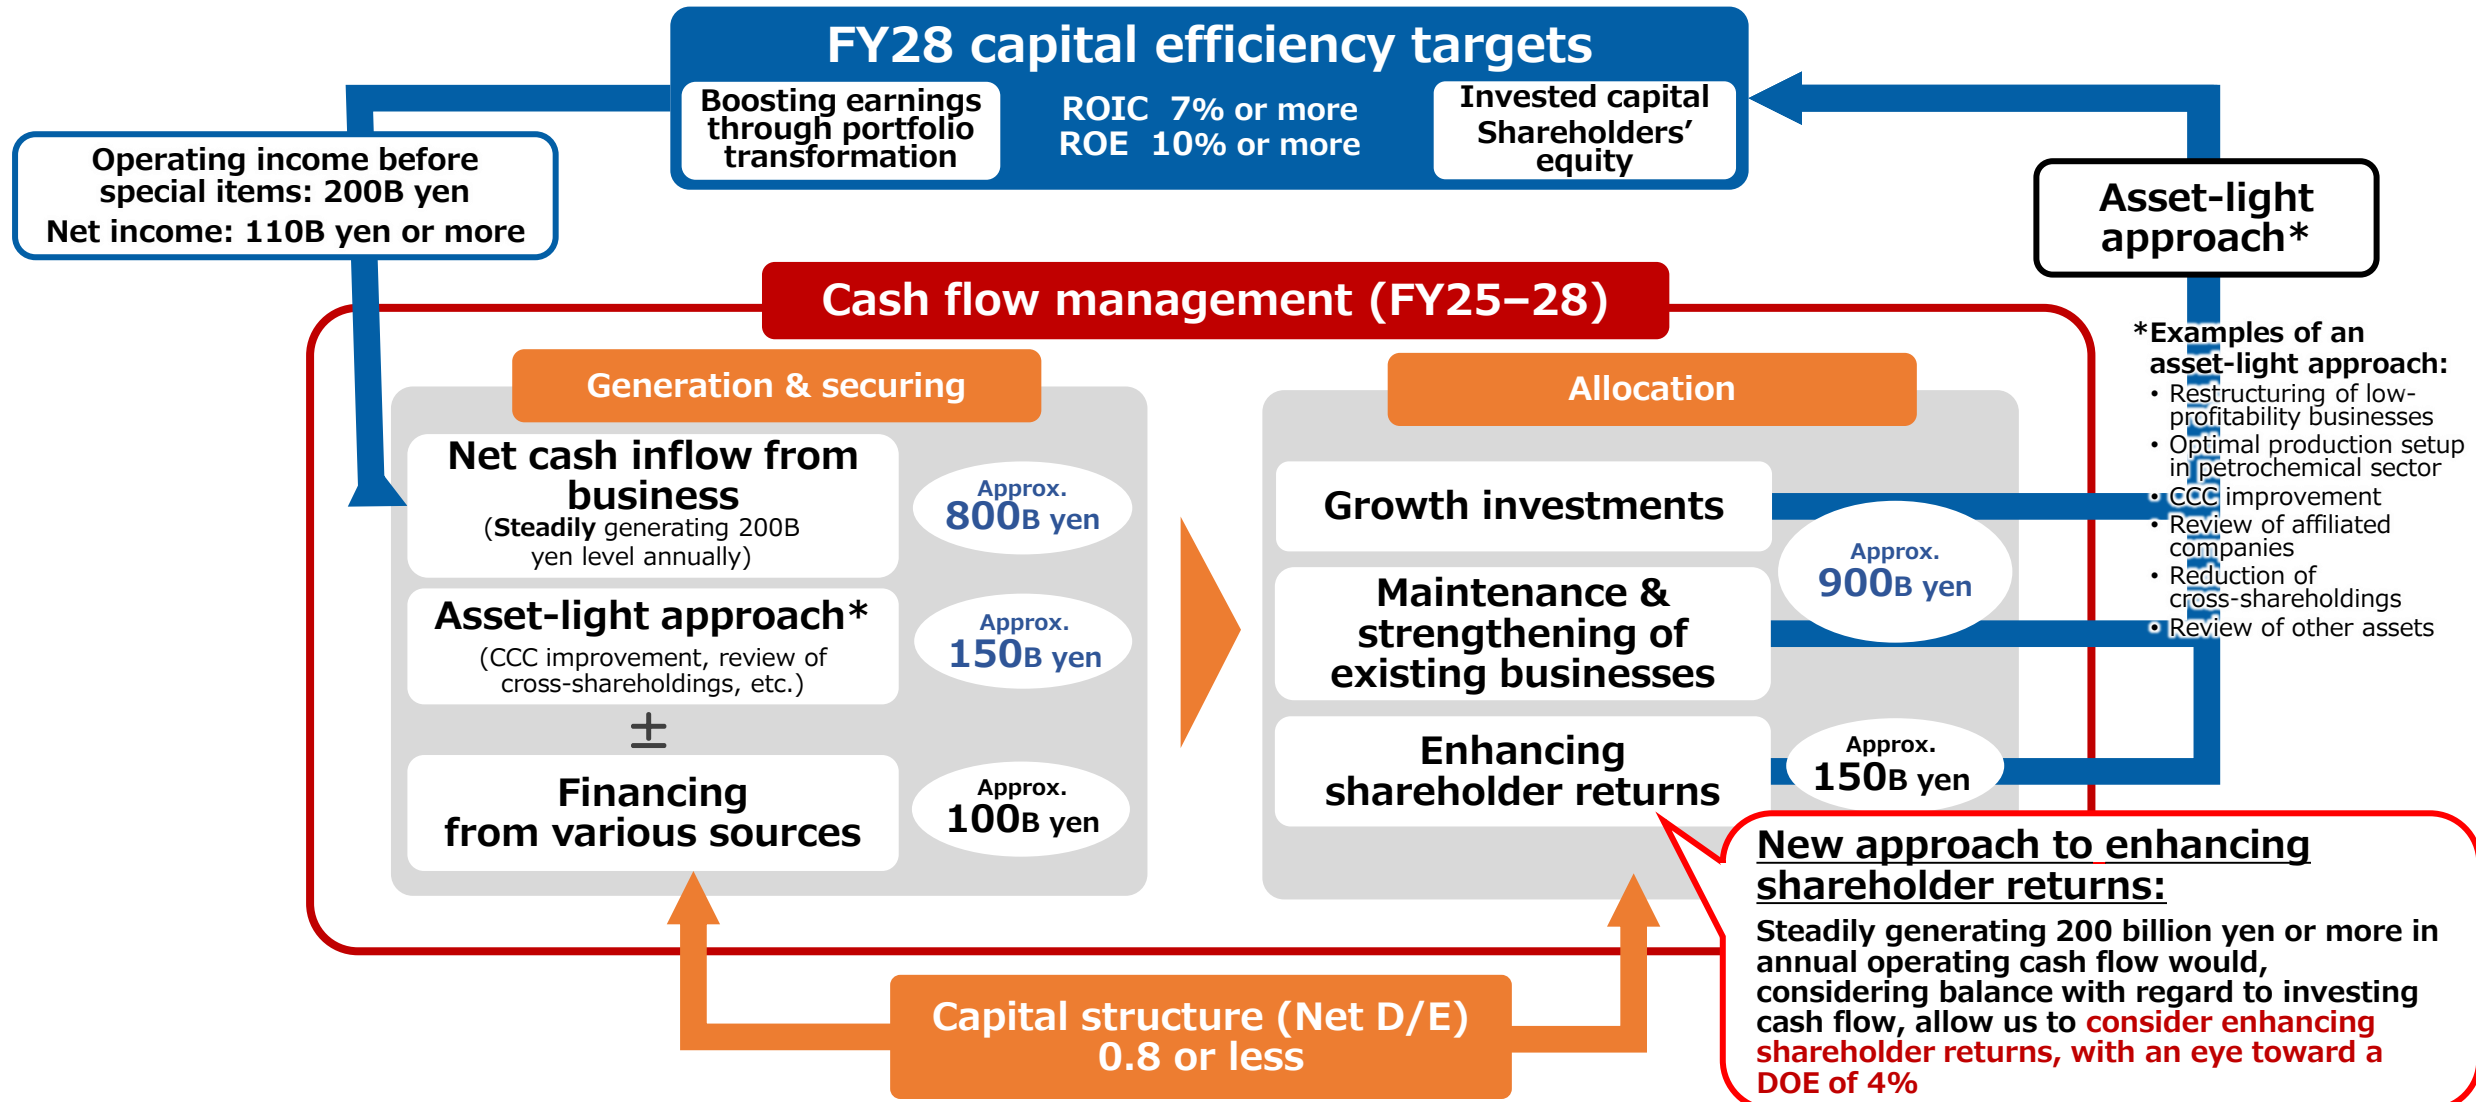 FY28 capital efficiency targets
Boosting earnings
through portfolio
transformation
ROIC 7% or more
ROE 10% or more
Invested capital
Shareholders’
equity
Operating income before
special items: 200B yen
Net income: 110B yen or more
Asset-light
approach*
Cash flow management (FY25–28)
Generation & securing
Net cash inflow from
business
(Steadily generating 200B
yen level annually)
Approx.
800B yen
Asset-light approach*
(CCC improvement, review of
cross-shareholdings, etc.)
Approx.
150B yen
±
Financing
from various sources
Approx.
100B yen
Allocation
Growth investments
Maintenance &
strengthening of
existing businesses
Approx.
900B yen
Enhancing
shareholder returns
Approx.
150B yen
*Examples of an
asset-light approach:
• Restructuring of low-
profitability businesses
• Optimal production setup
in petrochemical sector
• CCC improvement
• Review of affiliated
companies
• Reduction of
cross-shareholdings
• Review of other assets
Capital structure (Net D/E)
0.8 or less
New approach to enhancing
shareholder returns:
Steadily generating 200 billion yen or more in
annual operating cash flow would,
considering balance with regard to investing
cash flow, allow us to consider enhancing
shareholder returns, with an eye toward a
DOE of 4%